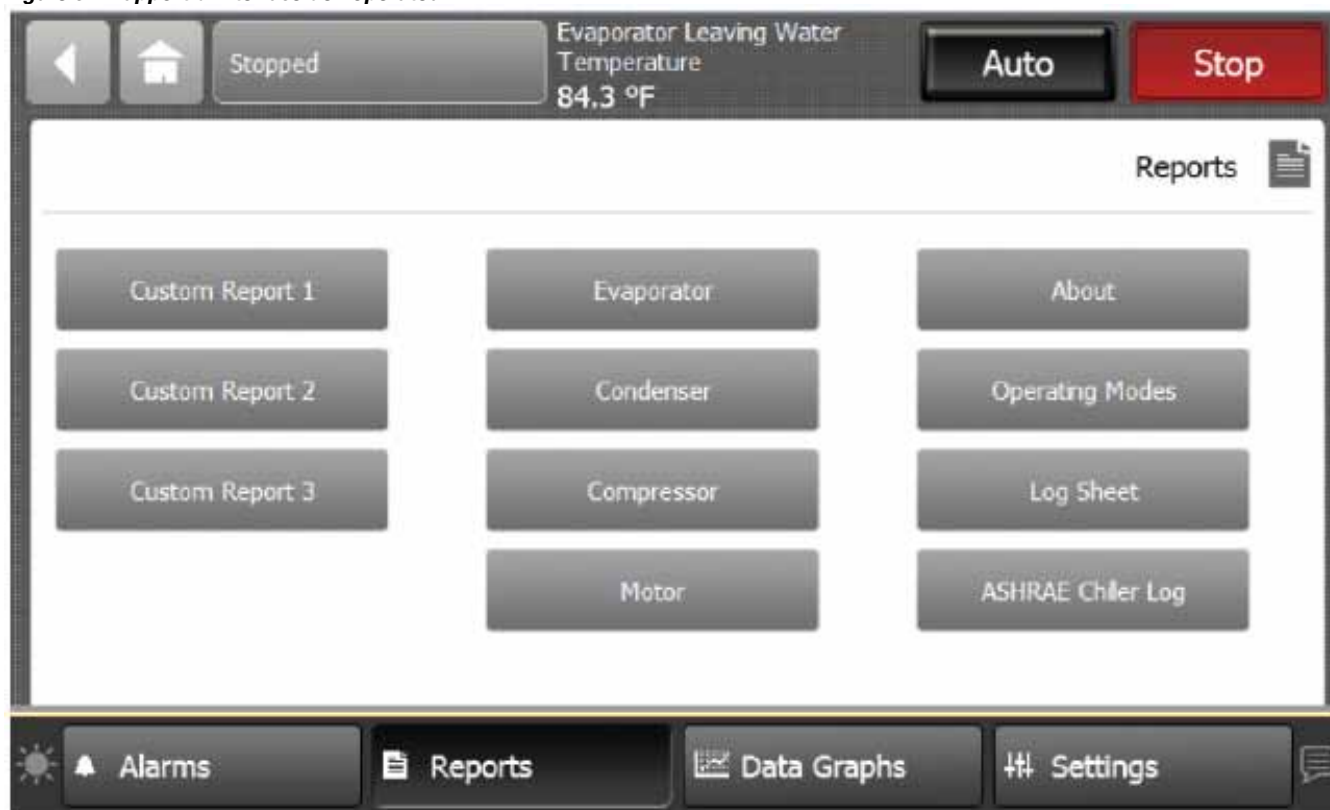 Stopped
Evaporator Leaving Water
Temperature
84.3 °F
Auto
Stop
Reports
Custom Report 1
Evaporator
About
Custom Report 2
Condenser
Operating Modes
Custom Report 3
Compressor
Log Sheet
Motor
ASHRAE Chiller Log
Alarms
Reports
Data Graphs
Settings